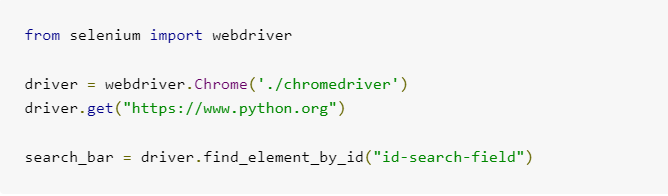 from selenium import webdriver
driver = webdriver.Chrome('./chromedriver')
driver.get("https://www.python.org")
search_bar = driver.find_element_by_id("id-search-field")